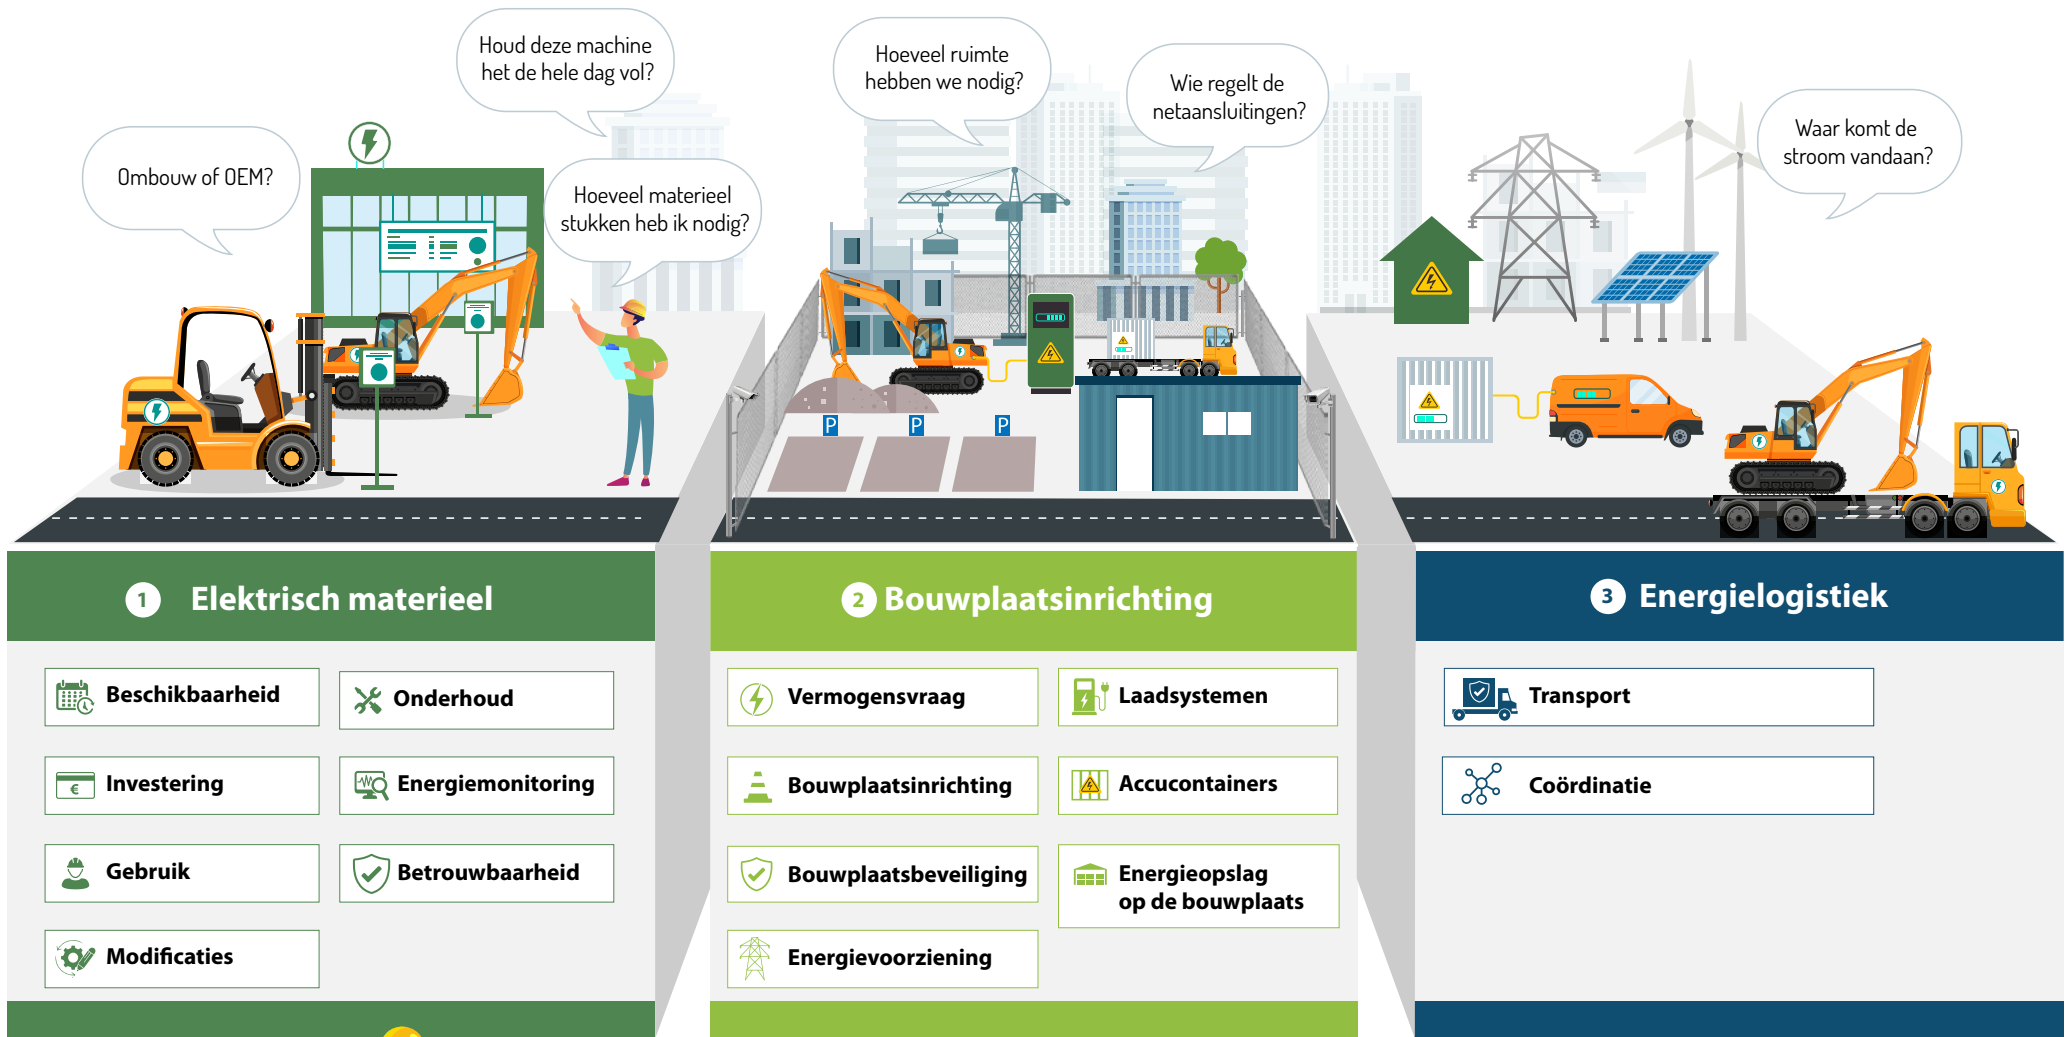 Houd deze machine
het de hele dag vol?
Hoeveel ruimte
hebben we nodig?
Wie regelt de
netaansluitingen?
Waar komt de
stroom vandaan?
Ombouw of OEM?
Hoeveel materieel
stukken heb ik nodig?
P
P
P
1 Elektrisch materieel
Beschikbaarheid
Onderhoud
Investering
€
Energiemonitoring
Gebruik
Betrouwbaarheid
Modificaties
2 Bouwplaatsinrichting
Vermogensvraag
Laadsystemen
Bouwplaatsinrichting
Accucontainers
Bouwplaatsbeveiliging
Energieopslag
op de bouwplaats
Energievoorziening
3 Energielogistiek
Transport
Coördinatie